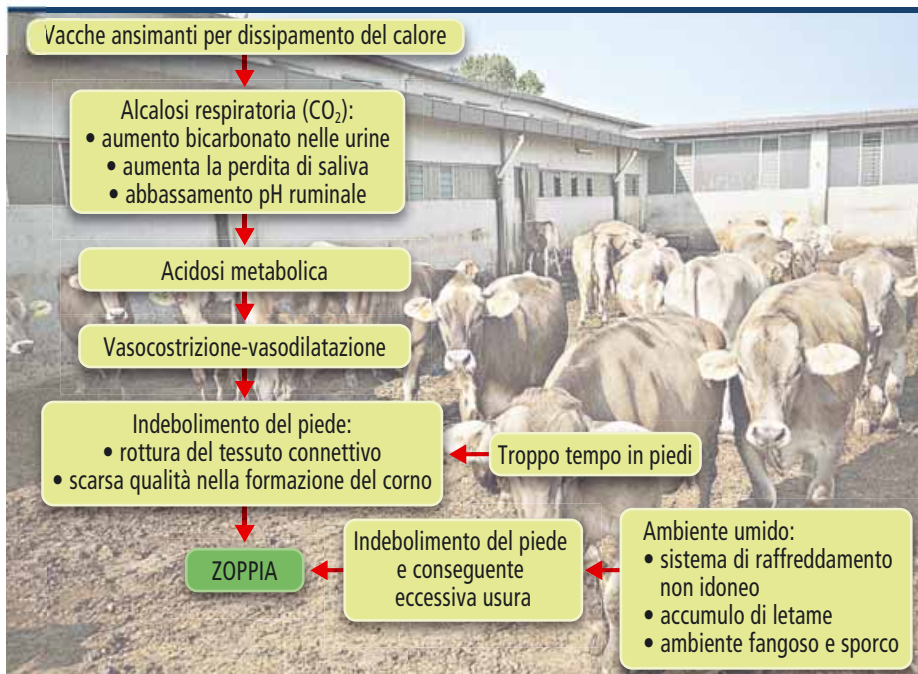 Vacche ansimanti per dissipamento del calore
Alcalosi respiratoria (CO₂):
• aumento bicarbonato nelle urine
• aumenta la perdita di saliva
• abbassamento pH ruminale
Acidosi metabolica
Vasocostrizione-vasodilatazione
Indebolimento del piede:
• rottura del tessuto connettivo
• scarsa qualità nella formazione del corno
Troppo tempo in piedi
ZOPPIA
Indebolimento del piede
e conseguente
eccessiva usura
Ambiente umido:
• sistema di raffreddamento
non idoneo
• accumulo di letame
• ambiente fangoso e sporco